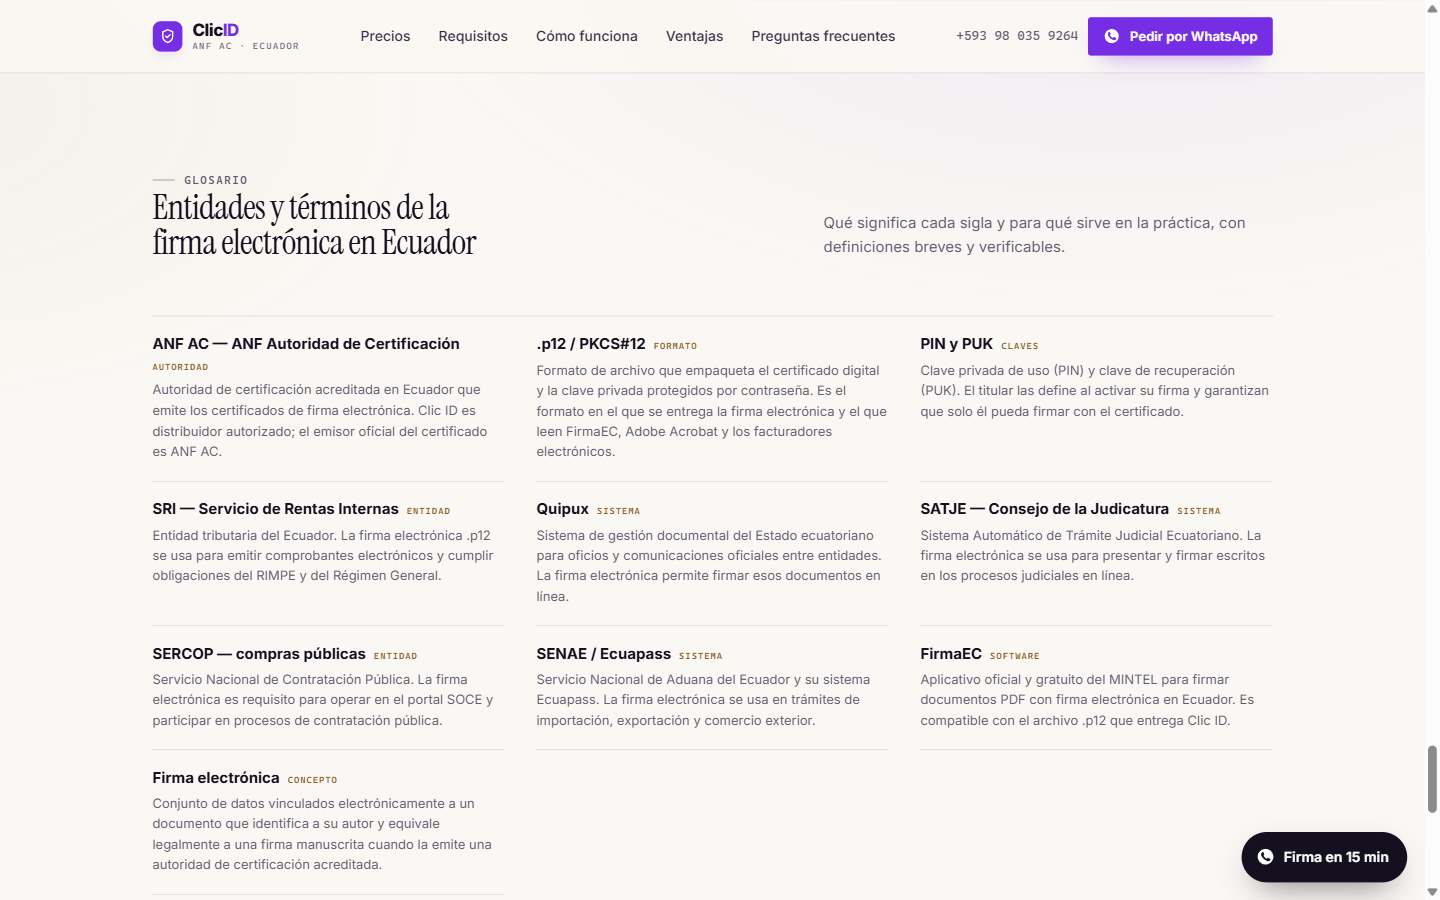 ClicID
ANF AC · ECUADOR
Precios
Requisitos
Cómo funciona
Ventajas
Preguntas frecuentes
+593 98 035 9264
Pedir por WhatsApp
GLOSARIO
Entidades y términos de la
firma electrónica en Ecuador
Qué significa cada sigla y para qué sirve en la práctica, con
definiciones breves y verificables.
ANF AC — ANF Autoridad de Certificación
AUTORIDAD
Autoridad de certificación acreditada en Ecuador que
emite los certificados de firma electrónica. Clic ID es
distribuidor autorizado; el emisor oficial del certificado
es ANF AC.
.p12 / PKCS#12 FORMATO
Formato de archivo que empaqueta el certificado digital
y la clave privada protegidos por contraseña. Es el
formato en el que se entrega la firma electrónica y el que
leen FirmaEC, Adobe Acrobat y los facturadores
electrónicos.
PIN y PUK CLAVES
Clave privada de uso (PIN) y clave de recuperación
(PUK). El titular las define al activar su firma y garantizan
que solo él pueda firmar con el certificado.
SRI — Servicio de Rentas Internas ENTIDAD
Entidad tributaria del Ecuador. La firma electrónica .p12
se usa para emitir comprobantes electrónicos y cumplir
obligaciones del RIMPE y del Régimen General.
Quipux SISTEMA
Sistema de gestión documental del Estado ecuatoriano
para oficios y comunicaciones oficiales entre entidades.
La firma electrónica permite firmar esos documentos en
línea.
SATJE — Consejo de la Judicatura SISTEMA
Sistema Automático de Trámite Judicial Ecuatoriano. La
firma electrónica se usa para presentar y firmar escritos
en los procesos judiciales en línea.
SERCOP — compras públicas ENTIDAD
Servicio Nacional de Contratación Pública. La firma
electrónica es requisito para operar en el portal SOCE y
participar en procesos de contratación pública.
SENAE / Ecuapass SISTEMA
Servicio Nacional de Aduana del Ecuador y su sistema
Ecuapass. La firma electrónica se usa en trámites de
importación, exportación y comercio exterior.
FirmaEC SOFTWARE
Aplicativo oficial y gratuito del MINTEL para firmar
documentos PDF con firma electrónica en Ecuador. Es
compatible con el archivo .p12 que entrega Clic ID.
Firma electrónica CONCEPTO
Conjunto de datos vinculados electrónicamente a un
documento que identifica a su autor y equivale
legalmente a una firma manuscrita cuando la emite una
autoridad de certificación acreditada.
Firma en 15 min